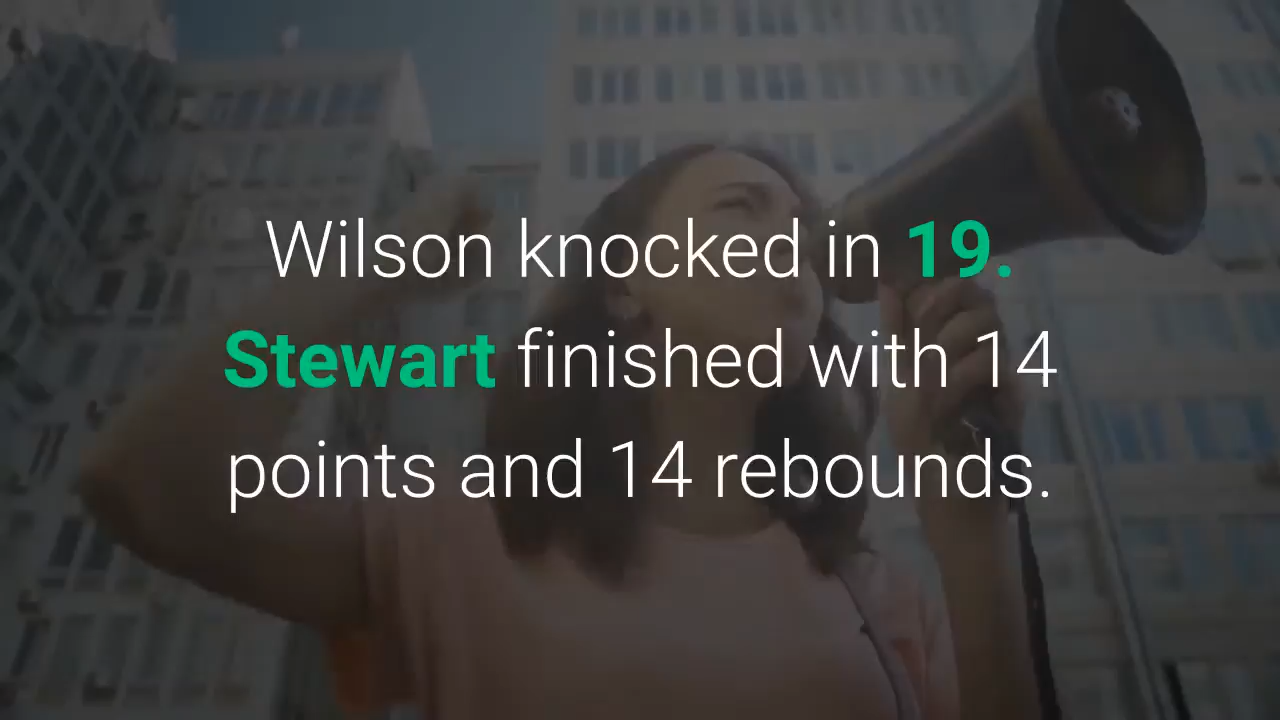 Wilson knocked in 19.
Stewart finished with 14
points and 14 rebounds.